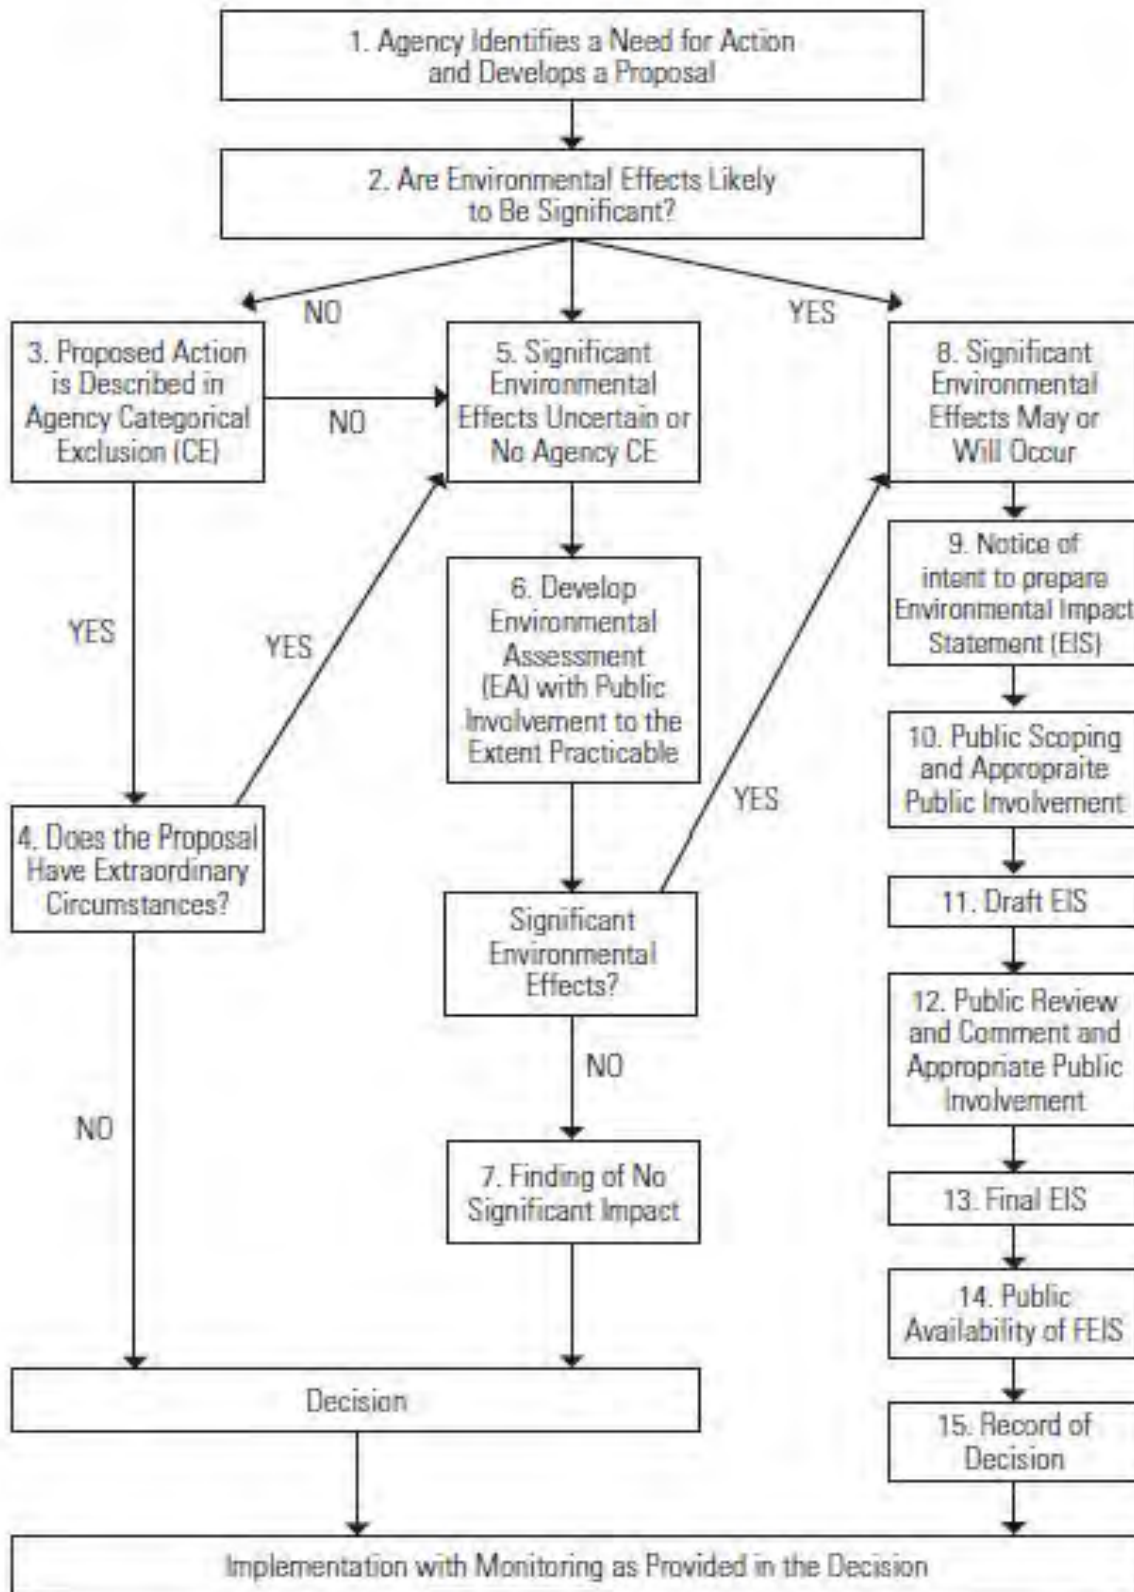 1. Agency Identifies a Need for Action
and Develops a Proposal
2. Are Environmental Effects Likely
to Be Significant?
NO
YES
3. Proposed Action
is Described in
Agency Categorical
Exclusion (CE)
NO
5. Significant
Environmental
Effects Uncertain or
No Agency CE
8. Significant
Environmental
Effects May or
Will Occur
9. Notice of
intent to prepare
Environmental Impact
Statement (EIS)
YES
YES
6. Develop
Environmental
Assessment
(EA) with Public
Involvement to the
Extent Practicable
YES
10. Public Scoping
and Appropraite
Public Involvement
4. Does the Proposal
Have Extraordinary
Circumstances?
Significant
Environmental
Effects?
11. Draft EIS
12. Public Review
and Comment and
Appropriate Public
Involvement
NO
NO
7. Finding of No
Significant Impact
13. Final EIS
14. Public
Availability of FEIS
Decision
15. Record of
Decision
Implementation with Monitoring as Provided in the Decision